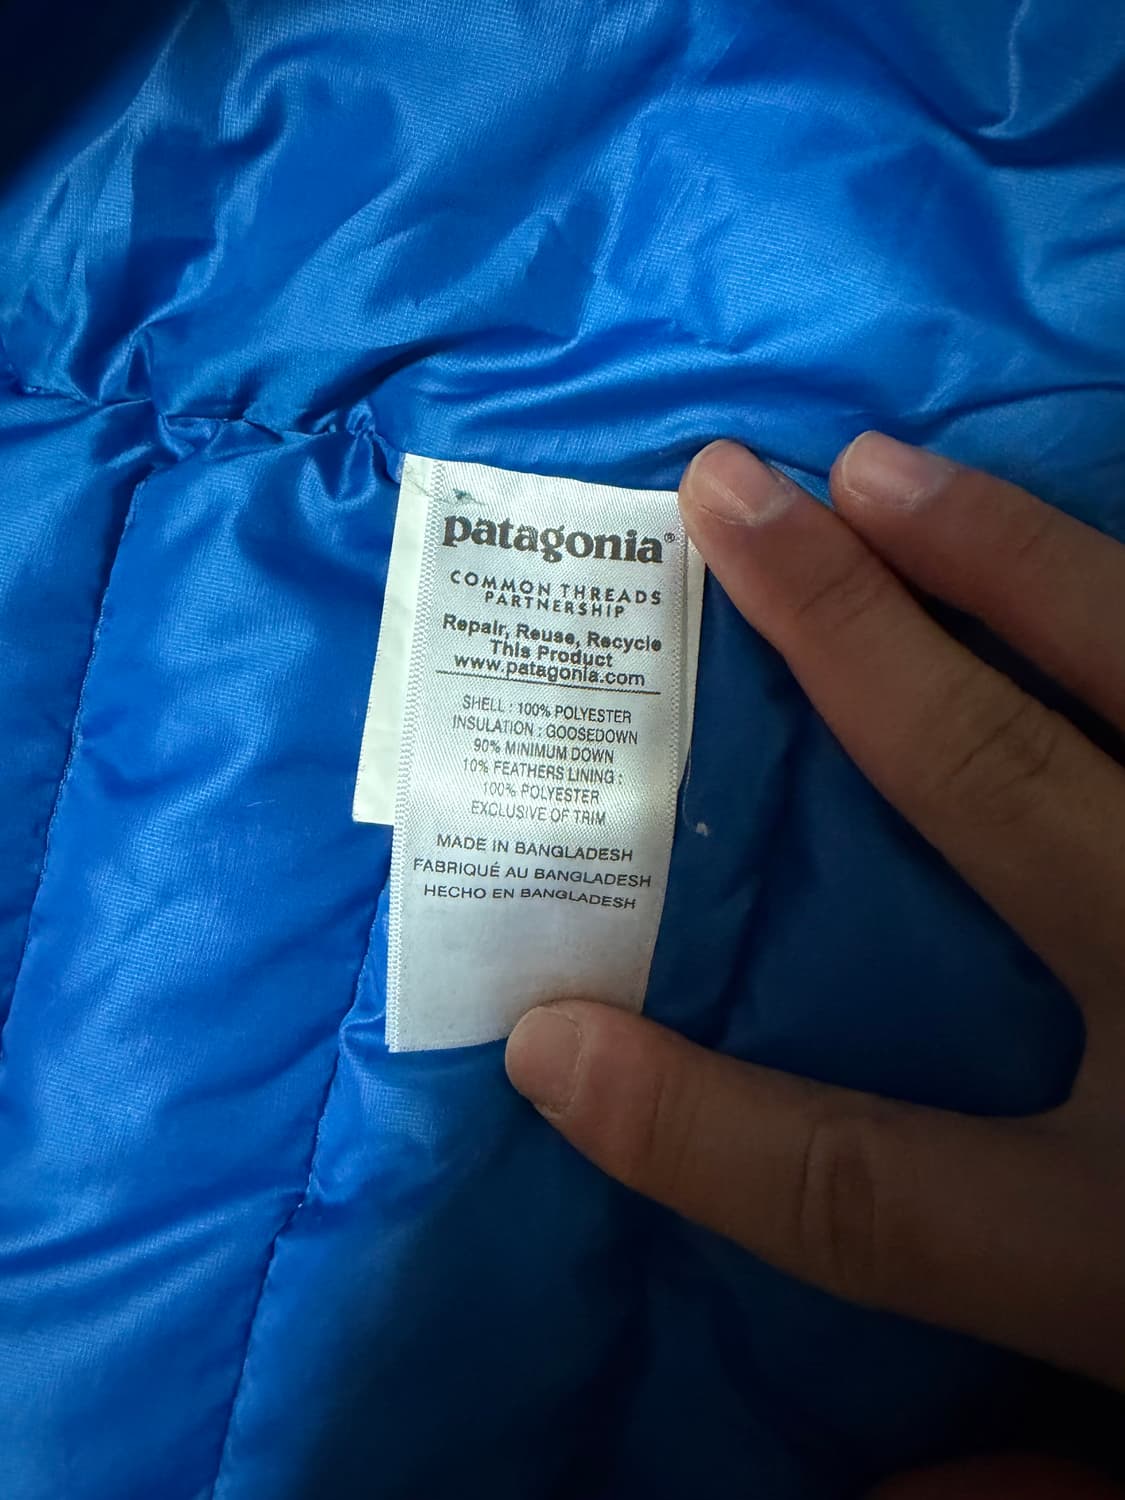 patagonia®
COMMON THREADS
PARTNERSHIP
Repair, Reuse, Recycle
This Product
www.patagonia.com
SHELL : 100% POLYESTER
INSULATION : GOOSEDOWN
90% MINIMUM DOWN
10% FEATHERS LINING :
100% POLYESTER
EXCLUSIVE OF TRIM
MADE IN BANGLADESH
FABRIQUÉ AU BANGLADESH
HECHO EN BANGLADESH